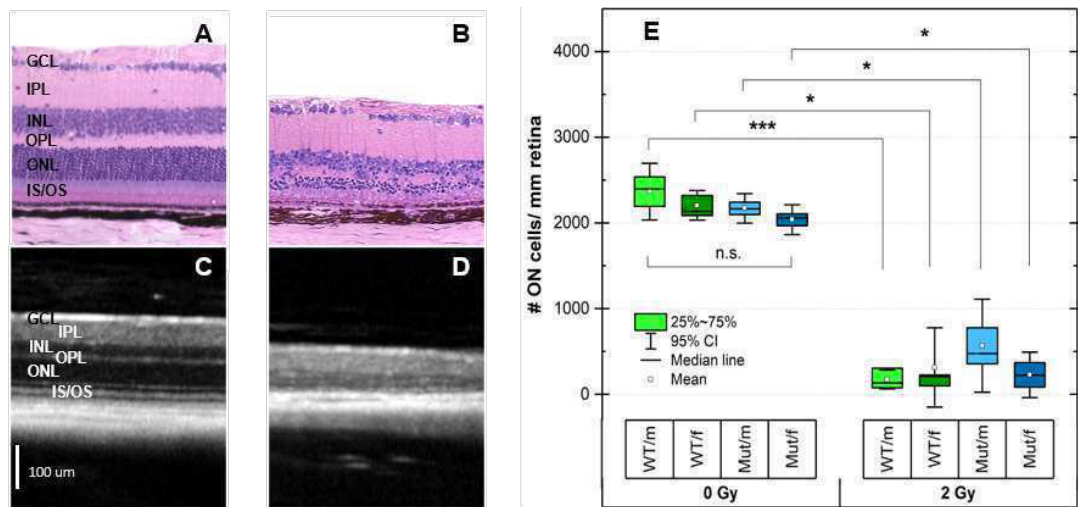 A
GCL
IPL
INL
OPL
ONL
IS/OS
B
C
GCL
IPL
INL
OPL
ONL
IS/OS
100 um
D
E
# ON cells/ mm retina
4000
3000
2000
1000
0
*
*
*
***
n.s.
25%~75%
95% CI
Median line
Mean
WT/m
WT/f
Mut/m
Mut/f
WT/m
WT/f
Mut/m
Mut/f
0 Gy
2 Gy